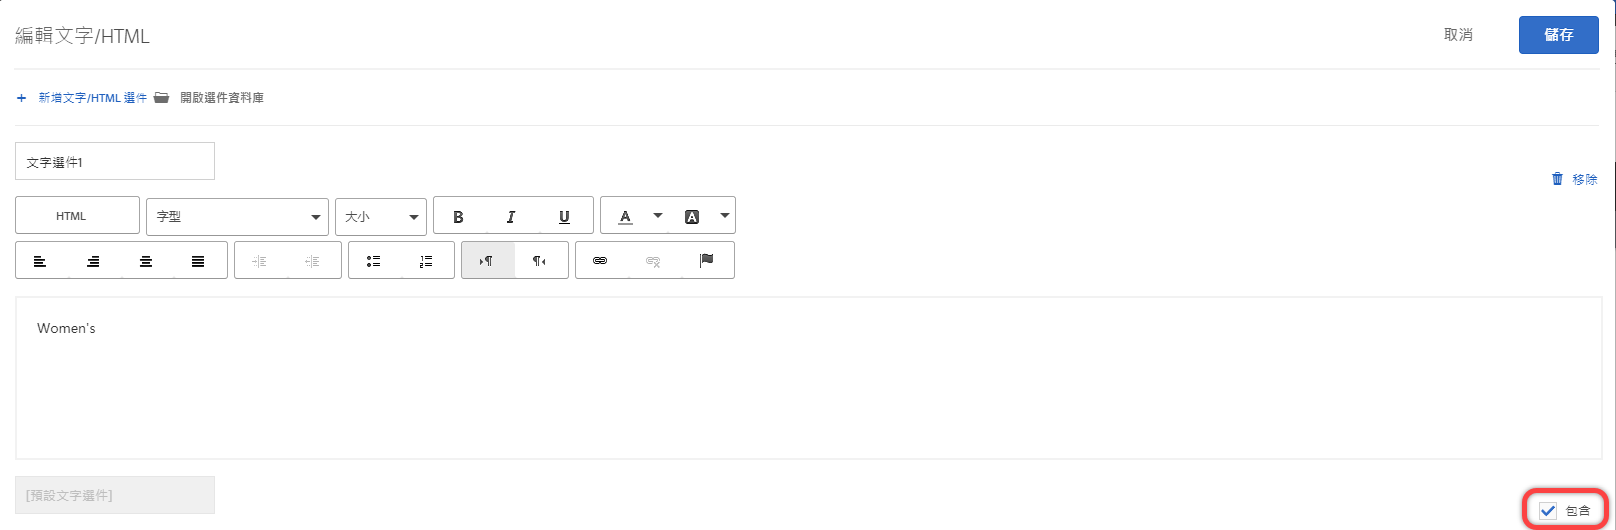 編輯文字/HTML 取消 儲存
+ 新增文字/HTML 選件 開啟選件資料庫
文字選件1
移除
HTML 字型 大小 B I U A A
Women's
[預設文字選件]
包含